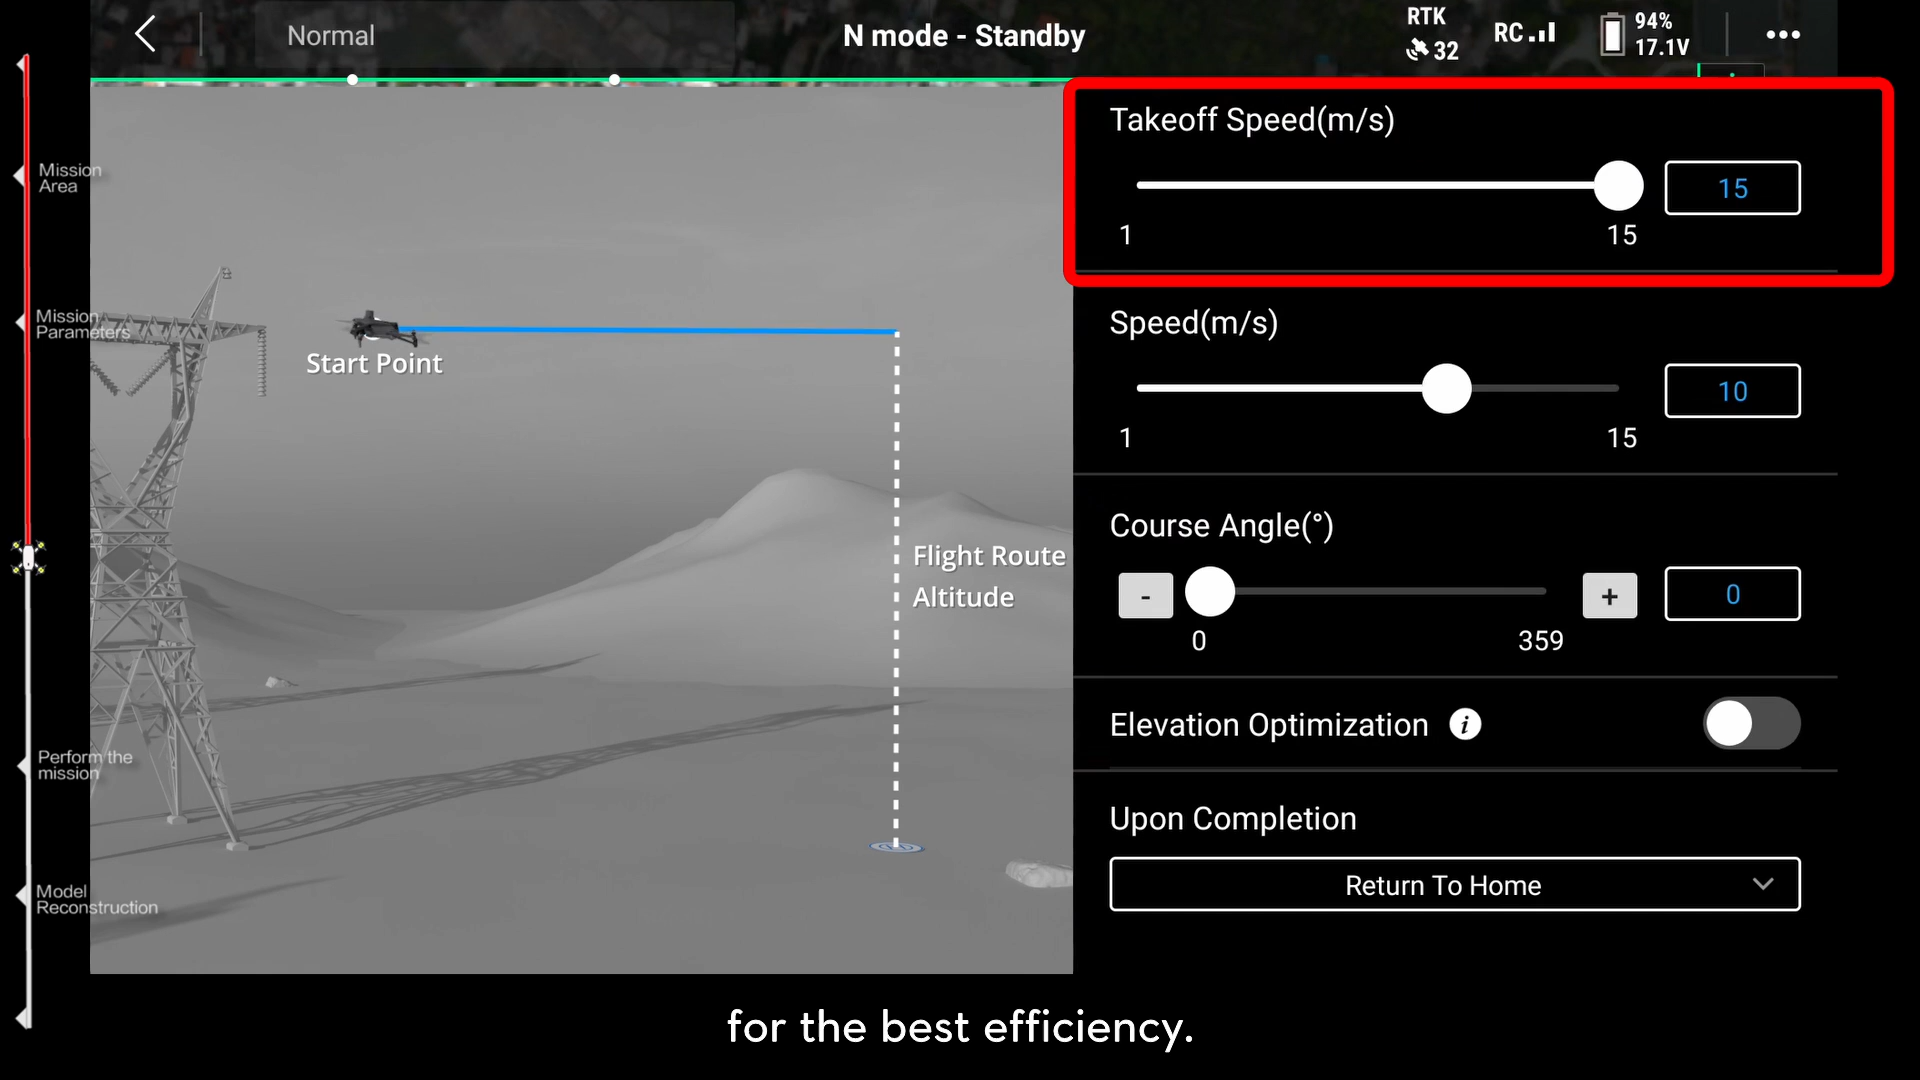 Normal
N mode - Standby
RTK
32
RC
94%
17.1V
Mission
Area
Mission
Parameters
Perform the
mission
Model
Reconstruction
Start Point
Flight Route
Altitude
Takeoff Speed(m/s)
15
1
15
Speed(m/s)
10
1
15
Course Angle(°)
-
+
0
0
359
Elevation Optimization i
Upon Completion
Return To Home
for the best efficiency.